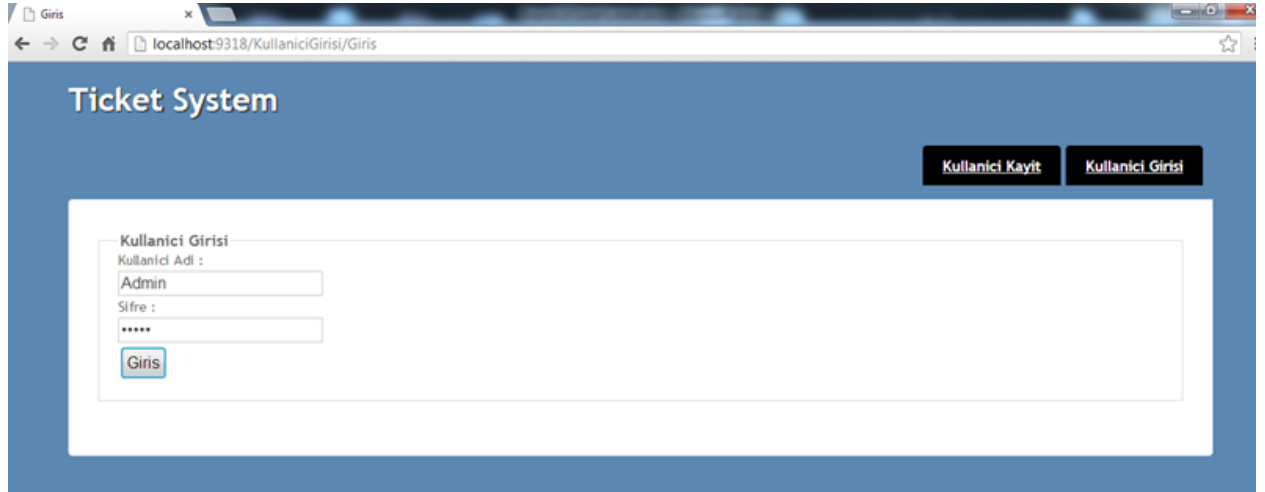 Giris
localhost:9318/KullaniciGirisi/Giris
Ticket System
Kullanici Kayit Kullanici Girisi
Kullanici Girisi
Kullanici Adi :
Admin
Sifre :
•••••
Giris